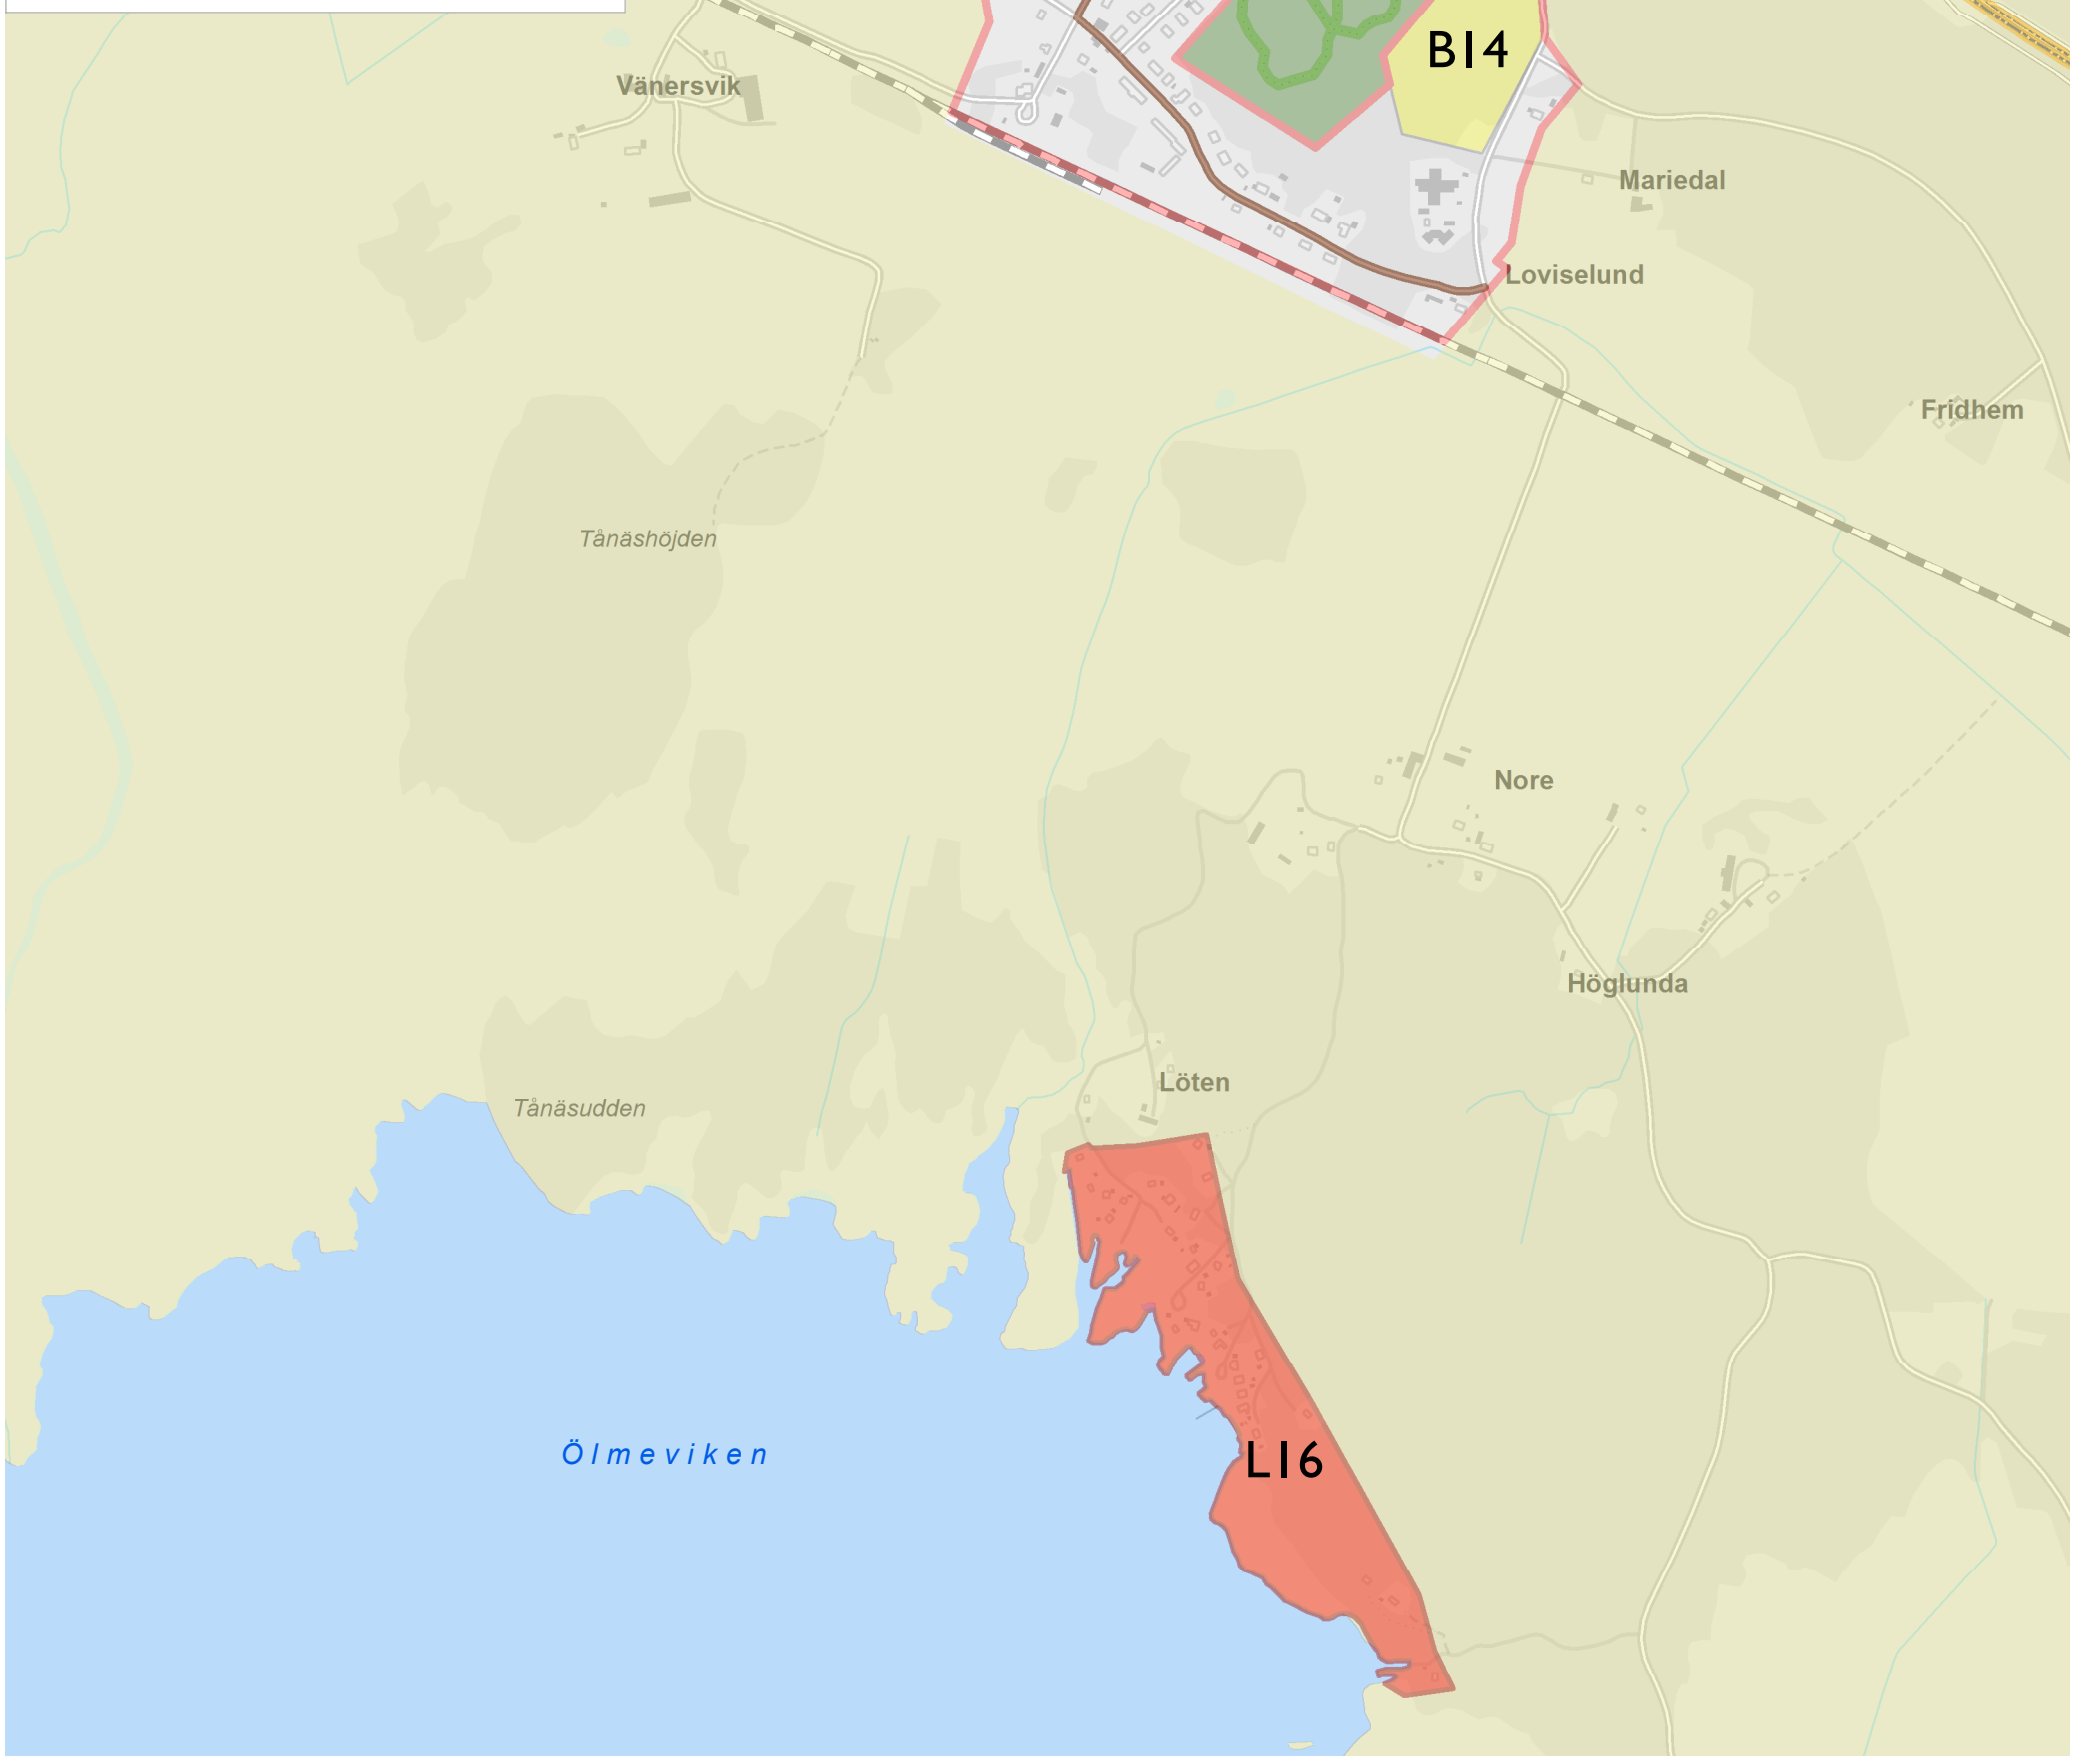 B14
Vänersvik
Mariedal
Loviselund
Fridhem
Tånäshöjden
Nore
Höglunda
Löten
Tånäsudden
Ölmeviken
L16